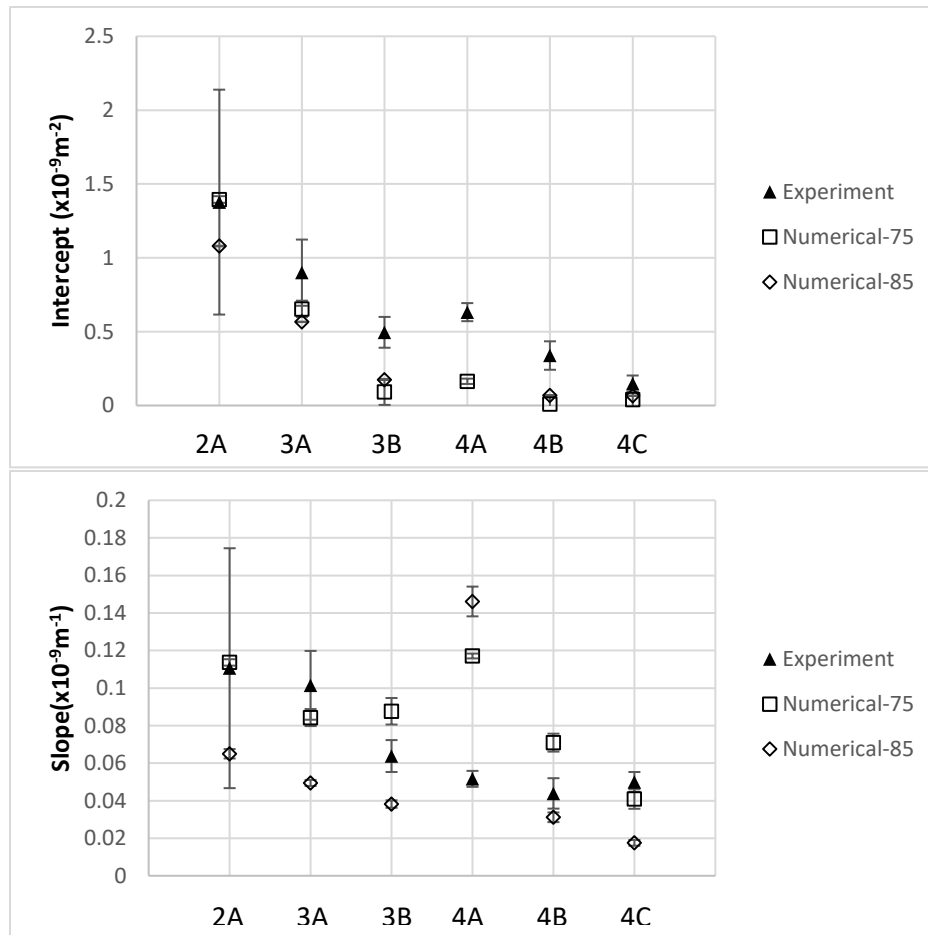 2.5
2
1.5
1
0.5
0
Intercept (x10-9m-2)
2A 3A 3B 4A 4B 4C
Experiment
Numerical-75
Numerical-85
0.2
0.18
0.16
0.14
0.12
0.1
0.08
0.06
0.04
0.02
0
Slope(x10-9m-1)
2A 3A 3B 4A 4B 4C
Experiment
Numerical-75
Numerical-85